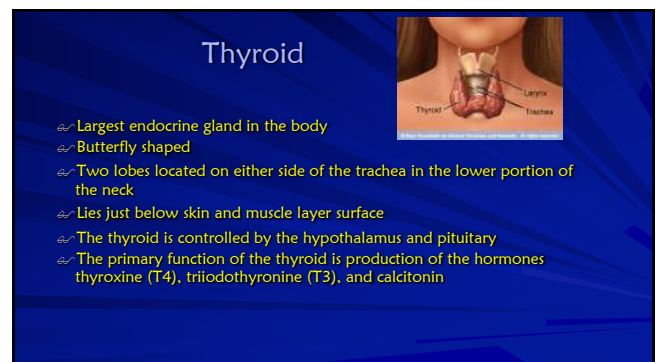 Thyroid
Larynx
Thyroid
Trachea
Largest endocrine gland in the body
Butterfly shaped
Two lobes located on either side of the trachea in the lower portion of
the neck
Lies just below skin and muscle layer surface
The thyroid is controlled by the hypothalamus and pituitary
The primary function of the thyroid is production of the hormones
thyroxine (T4), triiodothyronine (T3), and calcitonin